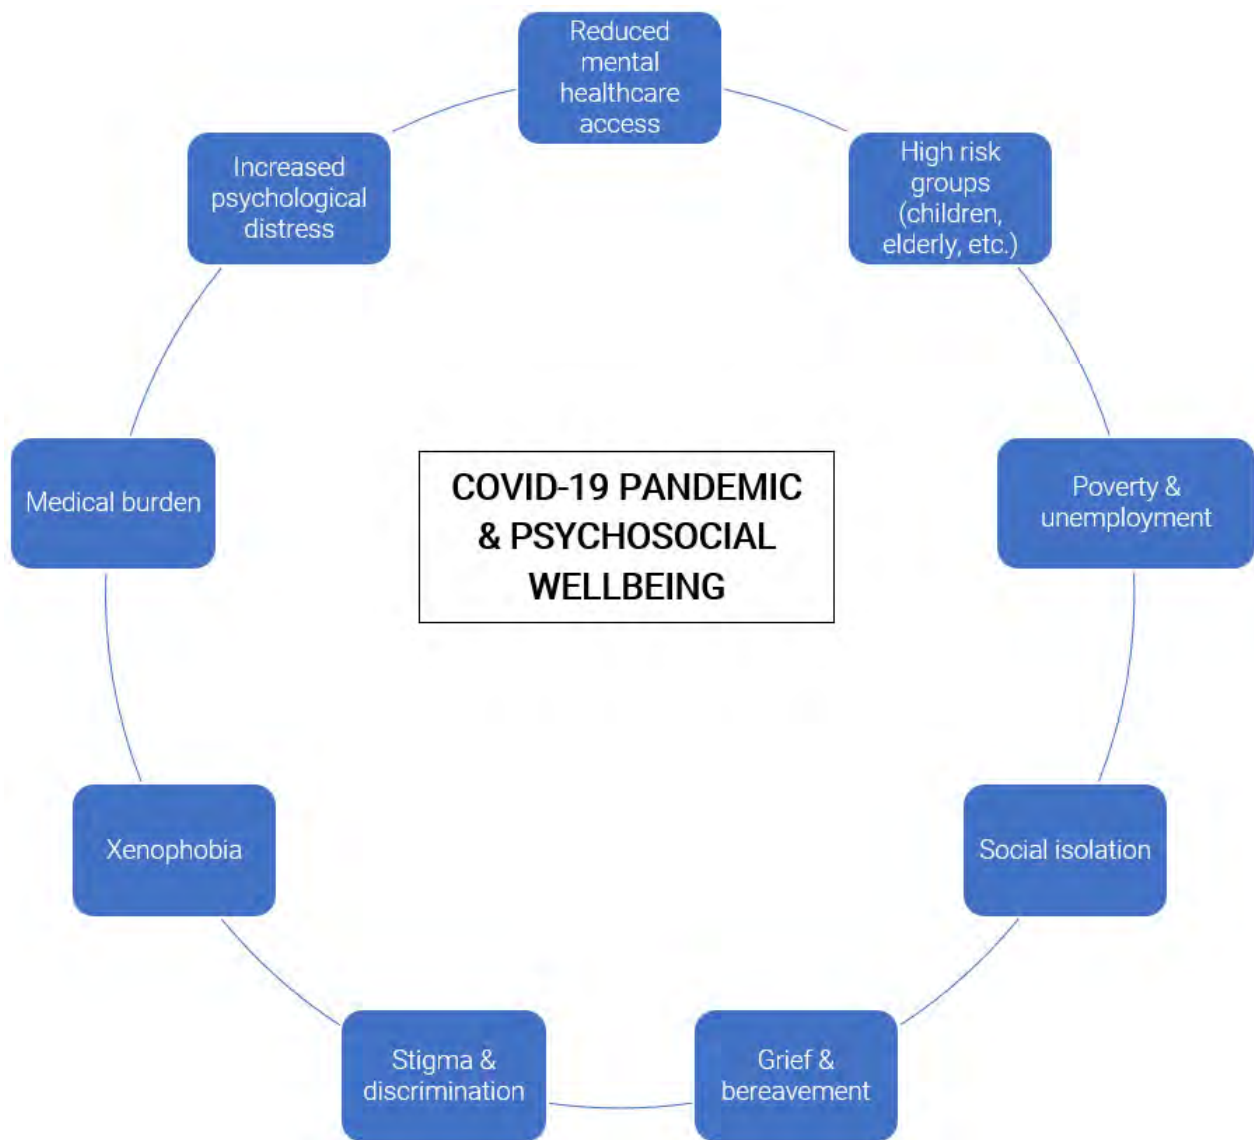 Reduced
mental
healthcare
access
High risk
groups
(children,
elderly, etc.)
Poverty &
unemployment
Social isolation
Grief &
bereavement
Stigma &
discrimination
Xenophobia
Medical burden
Increased
psychological
distress
COVID-19 PANDEMIC
& PSYCHOSOCIAL
WELLBEING